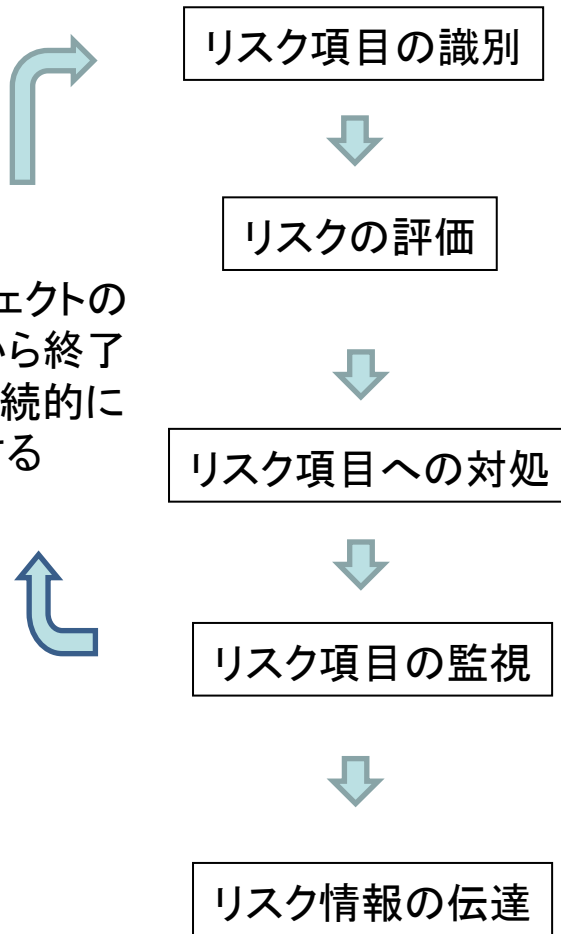 リスク項目の識別
リスクの評価
ェクトの
から終了
続的に
する
リスク項目への対処
リスク項目の監視
リスク情報の伝達